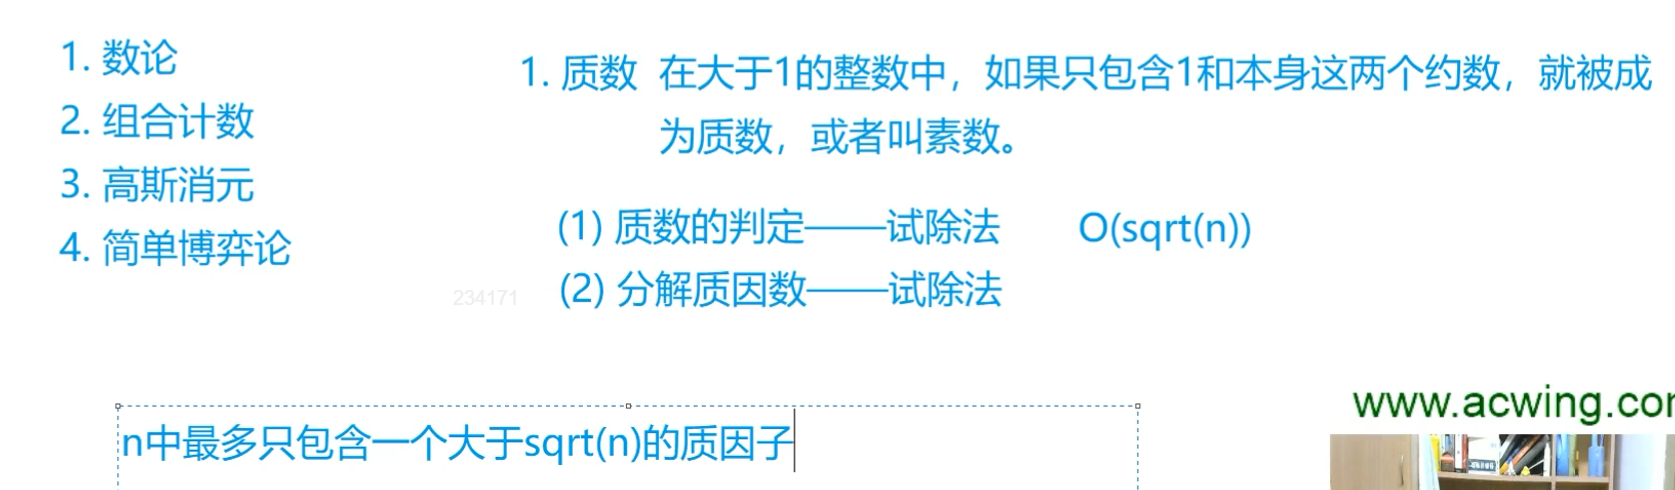 1. 数论
2. 组合计数
3. 高斯消元
4. 简单博弈论
1. 质数 在大于1的整数中，如果只包含1和本身这两个约数，就被成
为质数，或者叫素数。
(1) 质数的判定——试除法 O(sqrt(n))
(2) 分解质因数——试除法
234171
n中最多只包含一个大于sqrt(n)的质因子
www.acwing.com